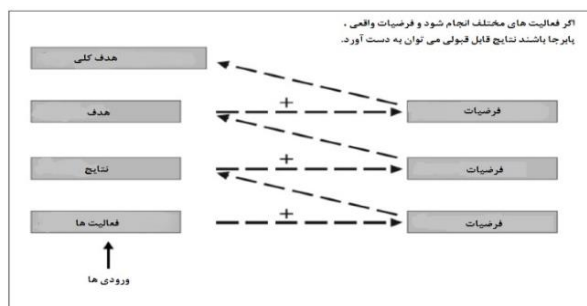 اگر فعالیت های مختلف انجام شود و فرضیات واقعی ،
پابرجا باشند نتایج قابل قبولی می توان به دست آورد.
هدف کلی
هدف
+
فرضیات
نتایج
+
فرضیات
فعالیت ها
+
فرضیات
ورودی ها